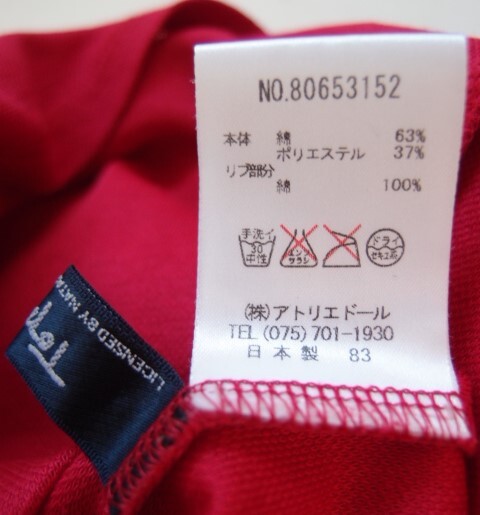 NO.80653152
本体 綿 63%
ポリエステル 37%
リブ部分
綿 100%
手洗イ
30
中性
エンソ
サラシ
ドライ
セキユ系
(株)アトリエドール
TEL(075)701-1930
日本製 83
LICENSED BY